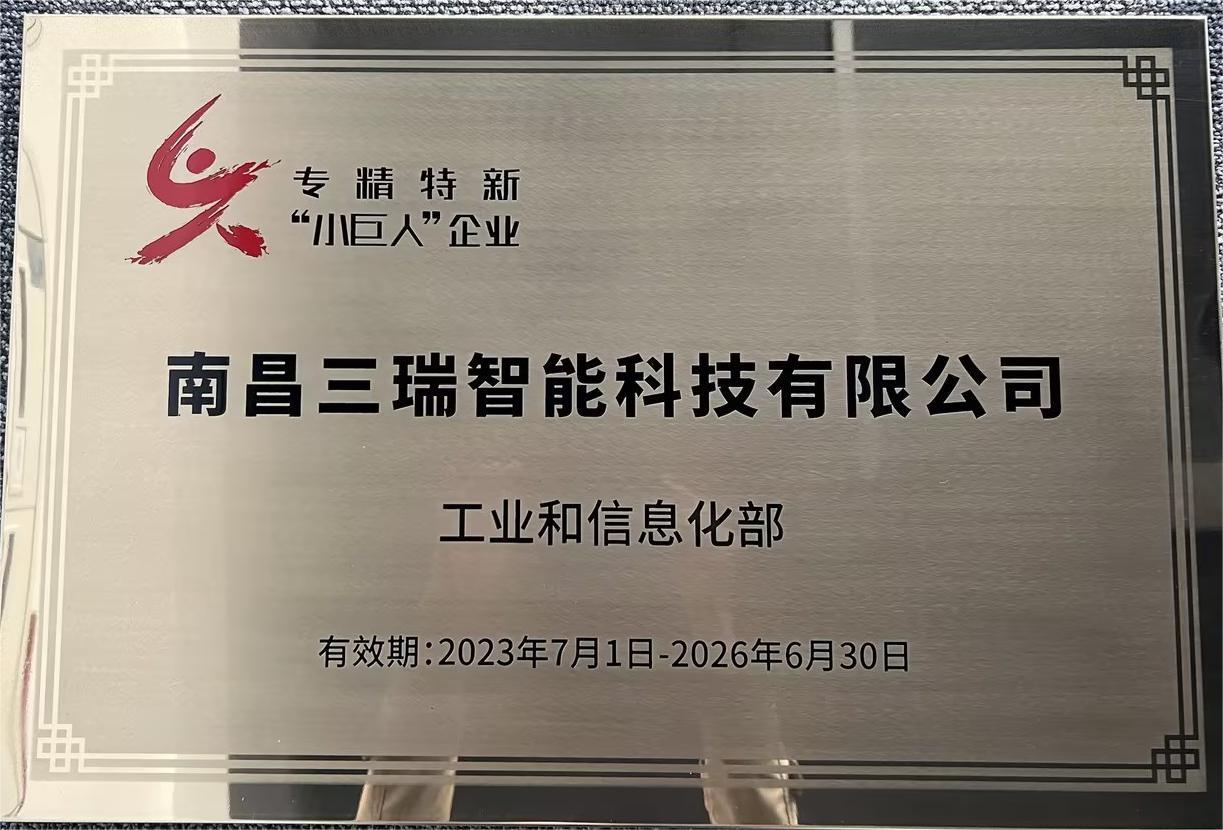 专精特新
“小巨人”企业
南昌三瑞智能科技有限公司
工业和信息化部
有效期:2023年7月1日-2026年6月30日